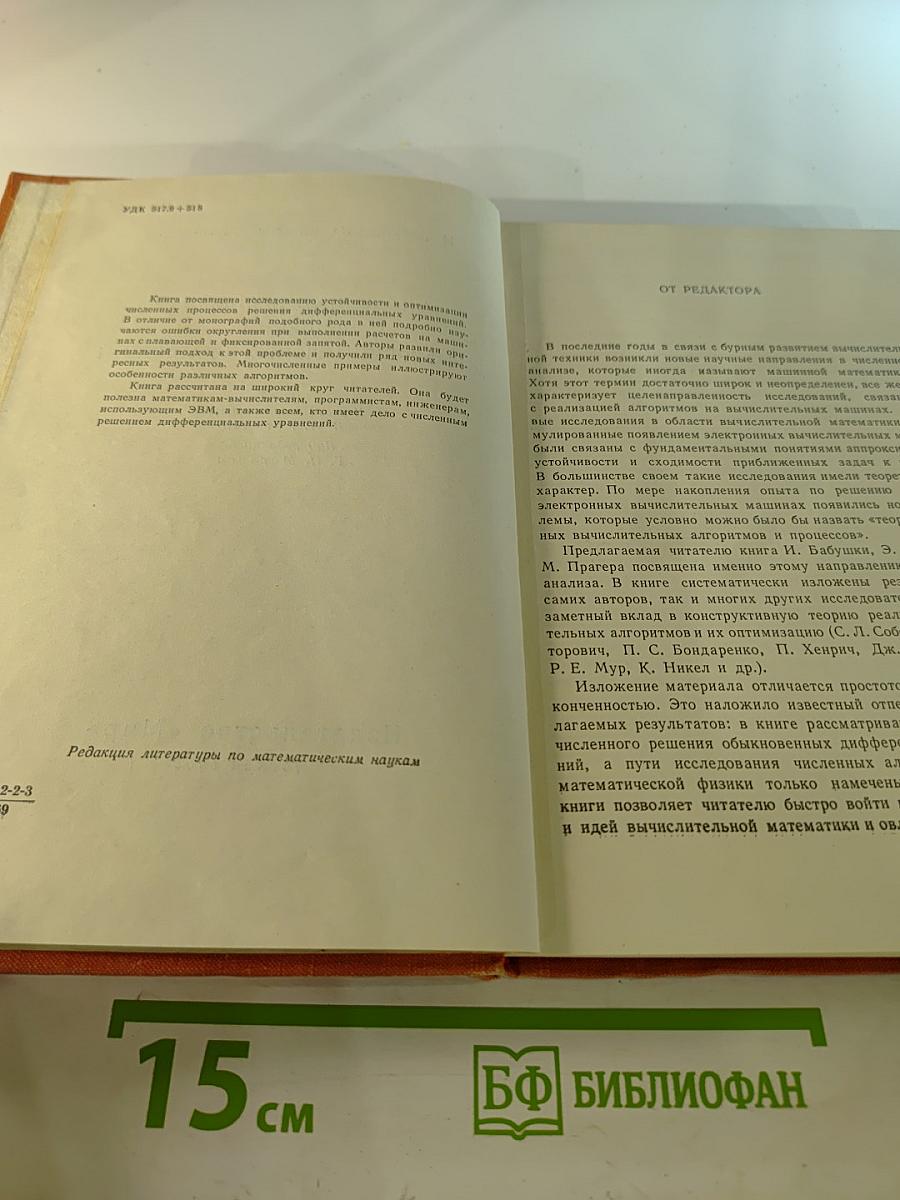 УДК 517.9+518
Книга посвящена исследованию устойчивости и оптимизации
численных процессов решения дифференциальных уравнений.
В отличие от монографий подобного рода в ней подробно изу-
чаются ошибки округления при выполнении расчетов на маши-
нах с плавающей и фиксированной запятой. Авторы развили ори-
гинальный подход к этой проблеме и получили ряд новых инте-
ресных результатов. Многочисленные примеры иллюстрируют
особенности различных алгоритмов.
Книга рассчитана на широкий круг читателей. Она будет
полезна математикам-вычислителям, программистам, инженерам,
использующим ЭВМ, а также всем, кто имеет дело с численным
решением дифференциальных уравнений.
Редакция литературы по математическим наукам
2-2-3
69
ОТ РЕДАКТОРА
В последние годы в связи с бурным развитием вычислитель
ной техники возникли новые научные направления в численно
анализе, которые иногда называют машинной математик
Хотя этот термин достаточно широк и неопределенен, все же
характеризует целенаправленность исследований, связа
с реализацией алгоритмов на вычислительных машинах.
вые исследования в области вычислительной математики
мулированные появлением электронных вычислительных м
были связаны с фундаментальными понятиями аппрокси
устойчивости и сходимости приближенных задач к
В большинстве своем такие исследования имели теоре
характер. По мере накопления опыта по решению
электронных вычислительных машинах появились но
лемы, которые условно можно было бы назвать «теор
ных вычислительных алгоритмов и процессов».
Предлагаемая читателю книга И. Бабушки, Э.
М. Прагера посвящена именно этому направлению
анализа. В книге систематически изложены рез
самих авторов, так и многих других исследовате
заметный вклад в конструктивную теорию реал
тельных алгоритмов и их оптимизацию (С. Л. Соб
торович, П. С. Бондаренко, П. Хенрич, Дж.
Р. Е. Мур, К. Никел и др.).
Изложение материала отличается простото
конченностью. Это наложило известный отпе
лагаемых результатов: в книге рассматрива
численного решения обыкновенных диффере
ний, а пути исследования численных ал
математической физики только намечены
книги позволяет читателю быстро войти
и идей вычислительной математики и овл
15 см
БФ БИБЛИОФАН